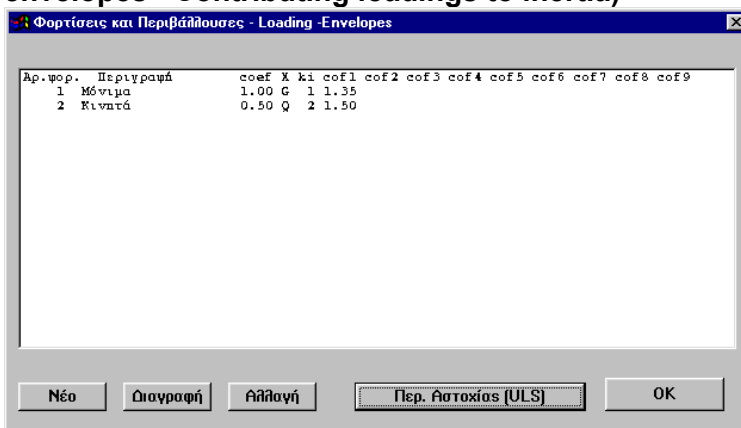 envelopes - Contributing loadings to inertia)
Φορτίσεις και Περιβάλλουσες - Loading -Envelopes
Αρ.φορ. Περιγραφή coef X ki cof1 cof2 cof3 cof4 cof5 cof6 cof7 cof8 cof9
1 Μόνιμα 1.00 G 1 1.35
2 Κινητά 0.50 Q 2 1.50
Νέο Διαγραφή Αλλαγή Περ. Αστοχίας (ULS) OK